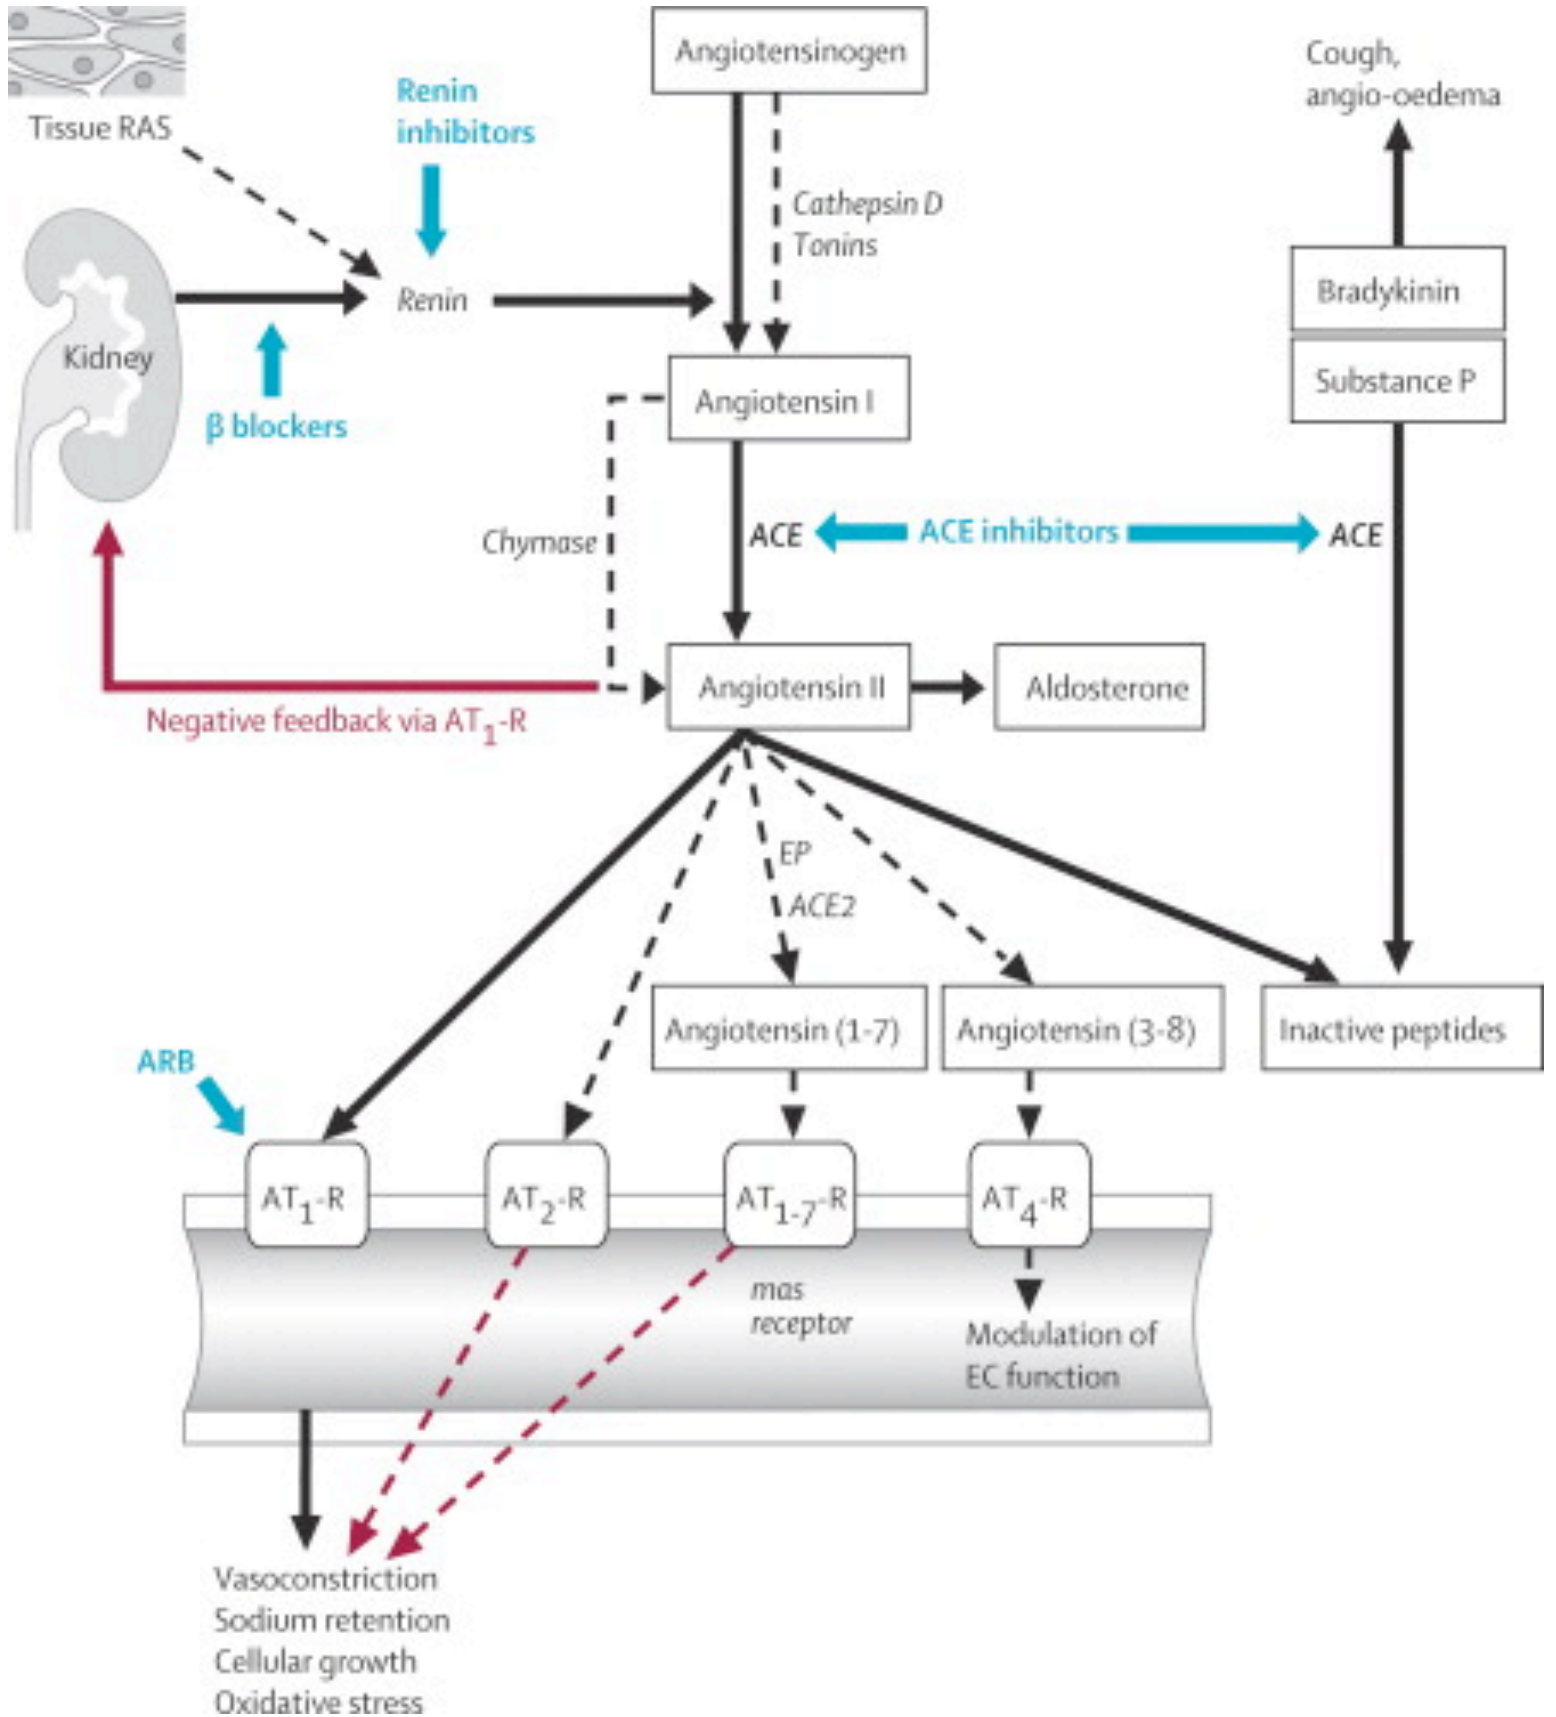 Angiotensinogen
Cough,
angio-oedema
Renin
inhibitors
Tissue RAS
Cathepsin D
Tonins
Renin
Bradykinin
Kidney
Substance P
Angiotensin I
β blockers
Chymase
ACE
ACE inhibitors
ACE
Angiotensin II
Aldosterone
Negative feedback via AT1-R
EP
ACE2
Angiotensin (1-7)
Angiotensin (3-8)
Inactive peptides
ARB
AT1-R
AT2-R
AT1-7-R
AT4-R
mas
receptor
Modulation of
EC function
Vasoconstriction
Sodium retention
Cellular growth
Oxidative stress